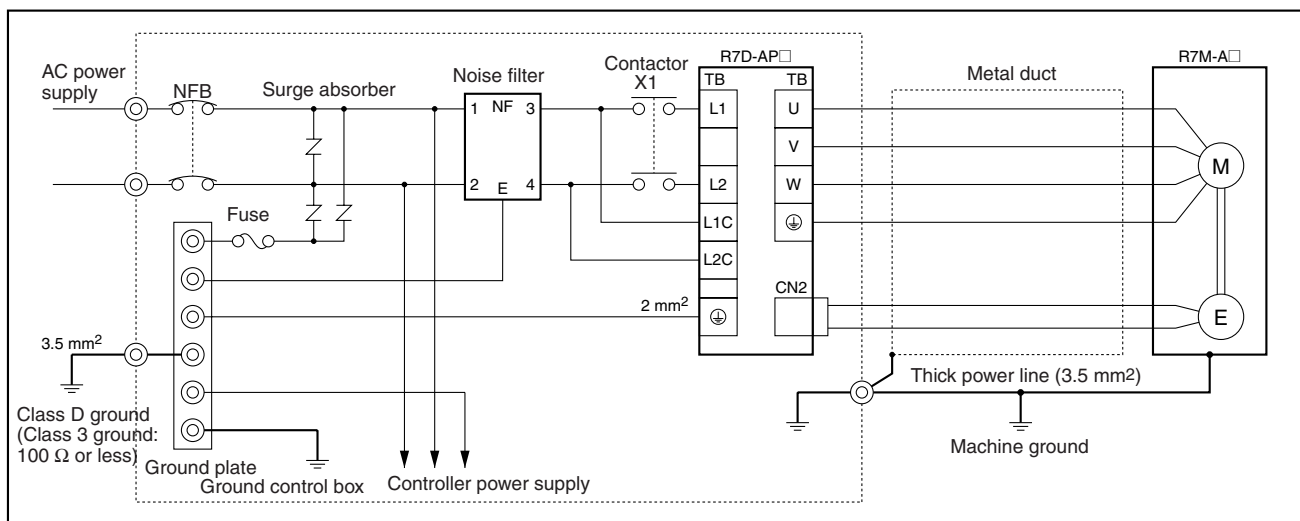 R7D-AP□
R7M-A□
AC power
supply
NFB
Surge absorber
Noise filter
Contactor
X1
TB
TB
Metal duct
1
NF
3
L1
U
V
M
2
E
4
L2
W
Fuse
L1C
L2C
CN2
2 mm²
E
3.5 mm²
Thick power line (3.5 mm²)
Class D ground
(Class 3 ground:
100 Ω or less)
Machine ground
Ground plate
Ground control box
Controller power supply